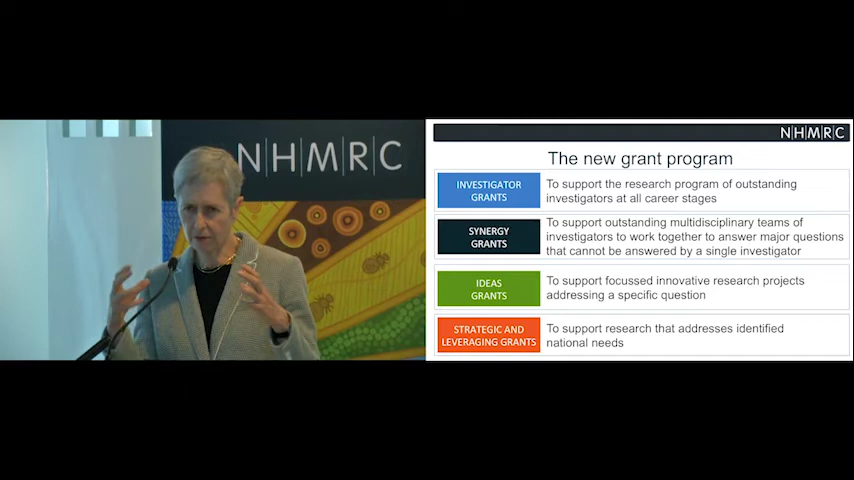 N|H|M|R|C
N|H|M|R|C
The new grant program
INVESTIGATOR
GRANTS
To support the research program of outstanding
investigators at all career stages
SYNERGY
GRANTS
To support outstanding multidisciplinary teams of
investigators to work together to answer major questions
that cannot be answered by a single investigator
IDEAS
GRANTS
To support focussed innovative research projects
addressing a specific question
STRATEGIC AND
LEVERAGING GRANTS
To support research that addresses identified
national needs